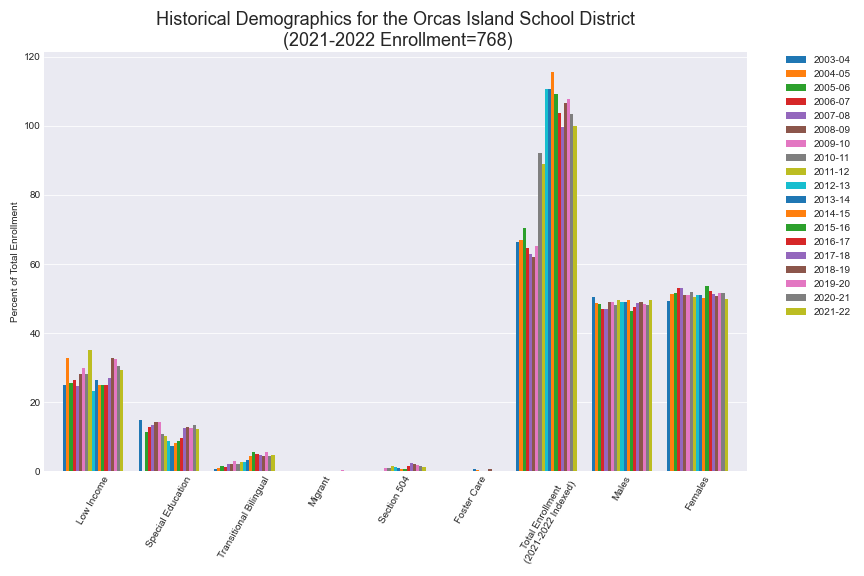 Historical Demographics for the Orcas Island School District
(2021-2022 Enrollment=768)
Percent of Total Enrollment
120
100
80
60
40
20
0
Low Income
Special Education
Transitional Bilingual
Migrant
Section 504
Foster Care
Total Enrollment
(2021-2022 Indexed)
Males
Females
2003-04
2004-05
2005-06
2006-07
2007-08
2008-09
2009-10
2010-11
2011-12
2012-13
2013-14
2014-15
2015-16
2016-17
2017-18
2018-19
2019-20
2020-21
2021-22